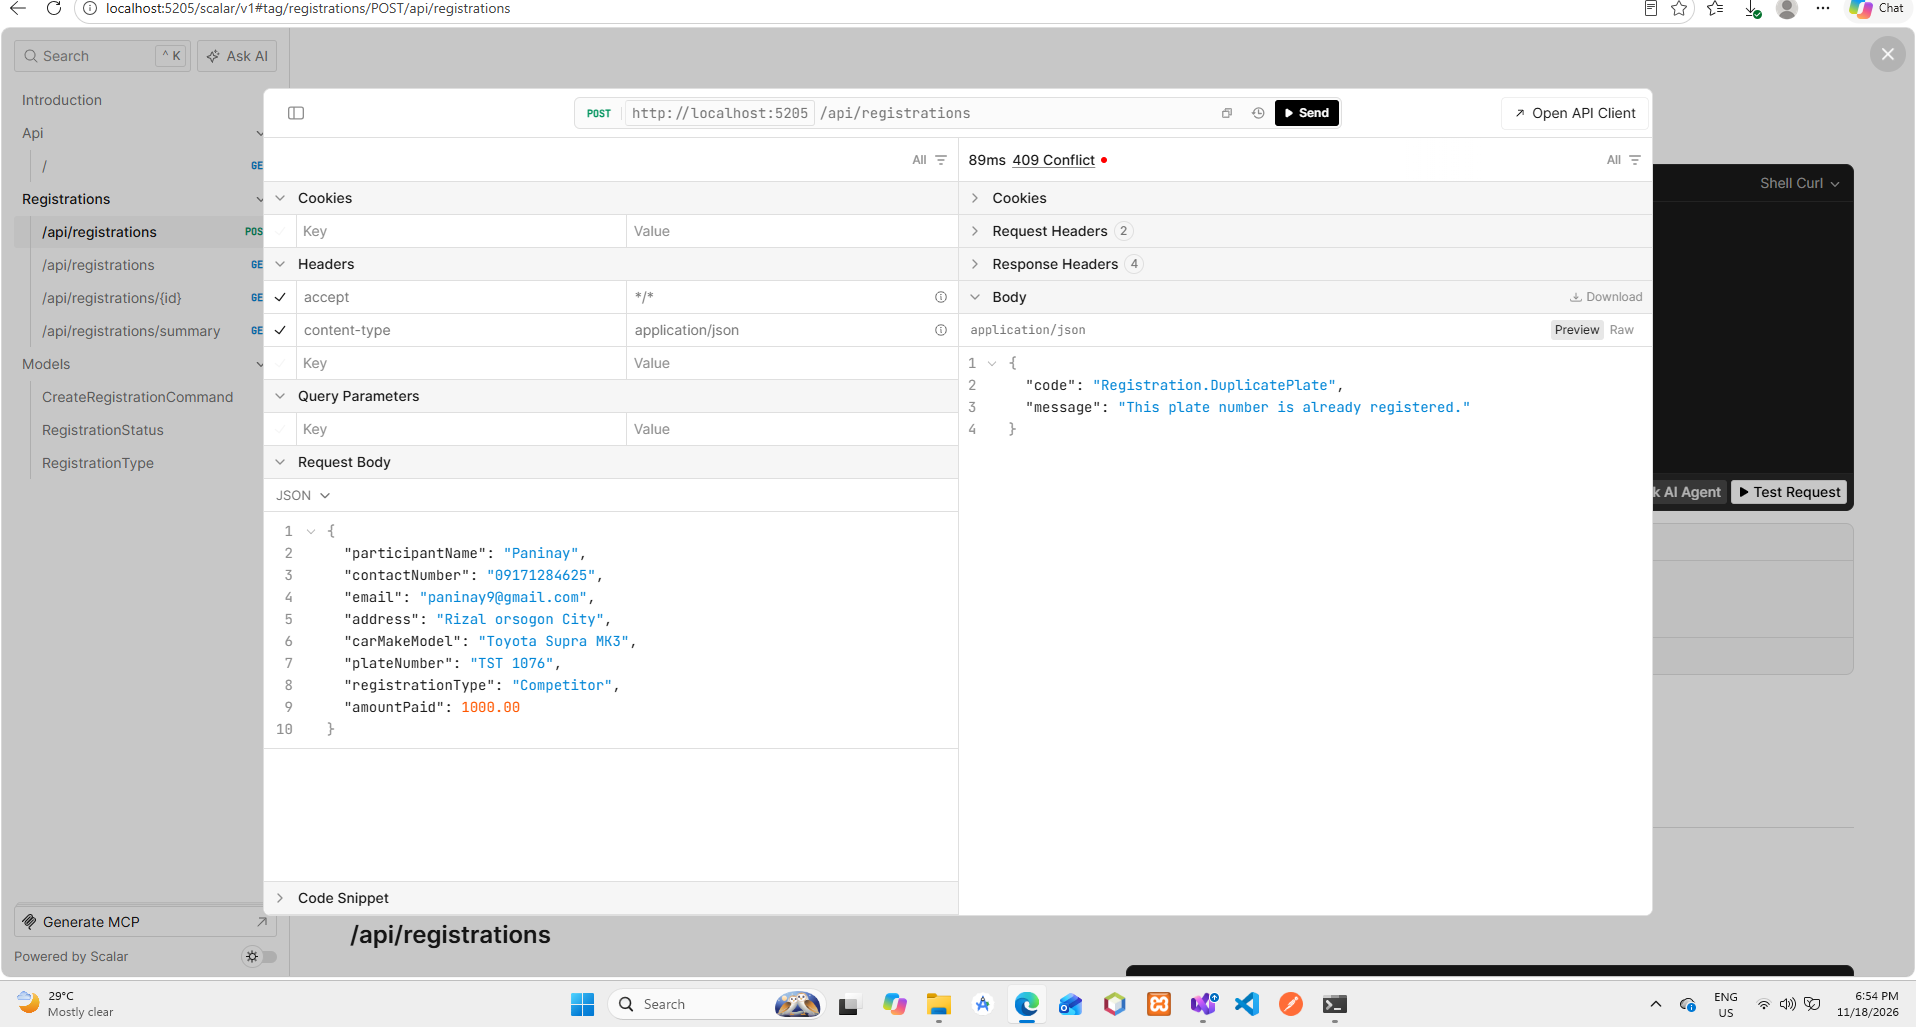 localhost:5205/scalar/v1#tag/registrations/POST/api/registrations
Chat
Search
^ K
Ask AI
Introduction
Api
/
GE
Registrations
/api/registrations
POS
/api/registrations
GE
/api/registrations/{id}
GE
/api/registrations/summary
GE
Models
CreateRegistrationCommand
RegistrationStatus
RegistrationType
Generate MCP
Powered by Scalar
POST
http://localhost:5205
/api/registrations
Send
Open API Client
All
Cookies
Key
Value
Headers
accept
*/*
content-type
application/json
Key
Value
Query Parameters
Key
Value
Request Body
JSON
1 {
2 "participantName": "Paninay",
3 "contactNumber": "09171284625",
4 "email": "paninay9@gmail.com",
5 "address": "Rizal orsogon City",
6 "carMakeModel": "Toyota Supra MK3",
7 "plateNumber": "TST 1076",
8 "registrationType": "Competitor",
9 "amountPaid": 1000.00
10 }
Code Snippet
89ms 409 Conflict
All
Cookies
Request Headers 2
Response Headers 4
Body
Download
application/json
Preview
Raw
1 {
2 "code": "Registration.DuplicatePlate",
3 "message": "This plate number is already registered."
4 }
Shell Curl
k AI Agent
Test Request
/api/registrations
29°C
Mostly clear
Search
ENG
US
6:54 PM
11/18/2026